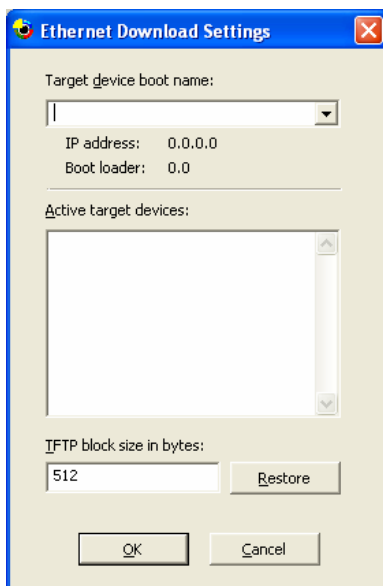 Ethernet Download Settings
Target device boot name:
IP address: 0.0.0.0
Boot loader: 0.0
Active target devices:
TFTP block size in bytes:
512 Restore
OK Cancel